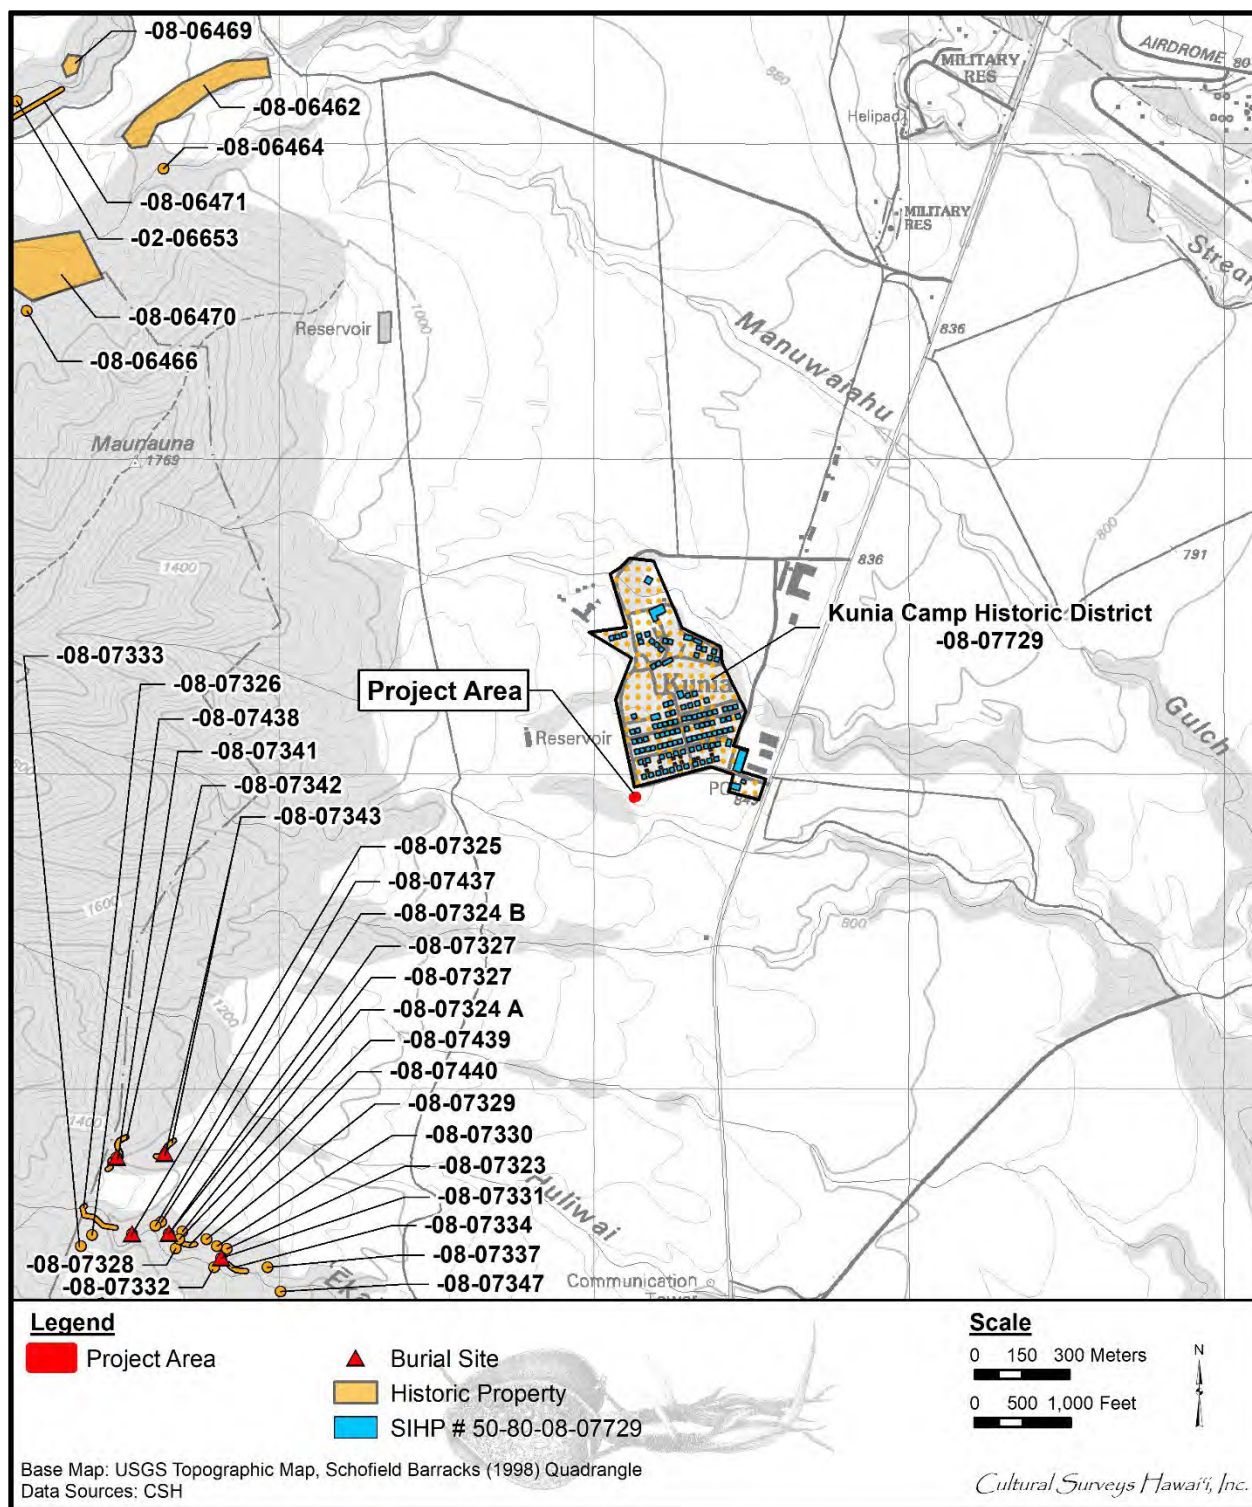 -08-06469
AIRDROME 80
MILITARY
RES
880
-08-06462
Helipad
-08-06464
-08-06471
MILITARY
RES
-02-06653
Stream
-08-06470
Reservoir
1000
Manuwaiahu
836
-08-06466
Maunauna
1769
800
791
1400
836
Kunia Camp Historic District
-08-07729
-08-07333
-08-07326
Project Area
Kunia
-08-07438
Gulch
-08-07341
Reservoir
-08-07342
-08-07343
-08-07325
-08-07437
1600
-08-07324 B
800
-08-07327
-08-07327
1200
-08-07324 A
-08-07439
-08-07440
-08-07329
1400
-08-07330
-08-07323
-08-07331
Huliwai
-08-07334
-08-07328
-08-07337
-08-07332
-08-07347
Communication
Tower
Legend
Project Area
Burial Site
Historic Property
SIHP # 50-80-08-07729
Scale
0 150 300 Meters
0 500 1,000 Feet
N
Base Map: USGS Topographic Map, Schofield Barracks (1998) Quadrangle
Data Sources: CSH
Cultural Surveys Hawai‘i, Inc.